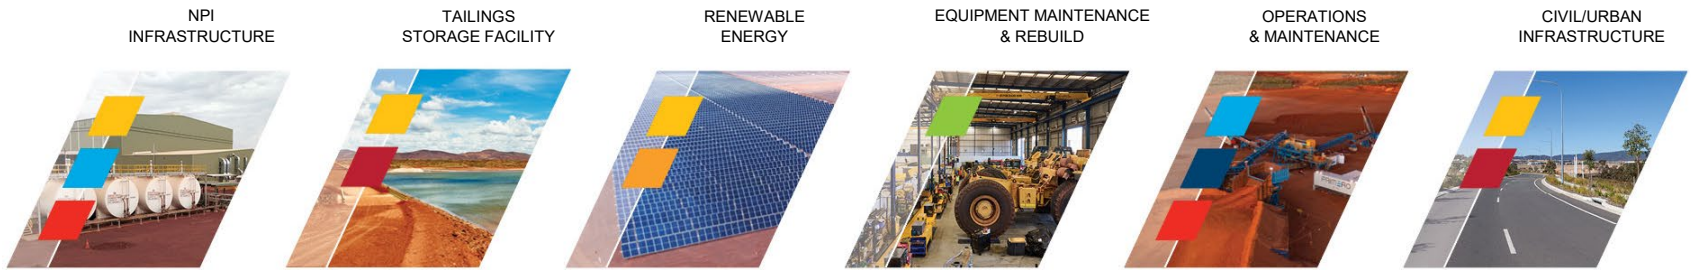 NPI
INFRASTRUCTURE
TAILINGS
STORAGE FACILITY
RENEWABLE
ENERGY
EQUIPMENT MAINTENANCE
& REBUILD
OPERATIONS
& MAINTENANCE
CIVIL/URBAN
INFRASTRUCTURE